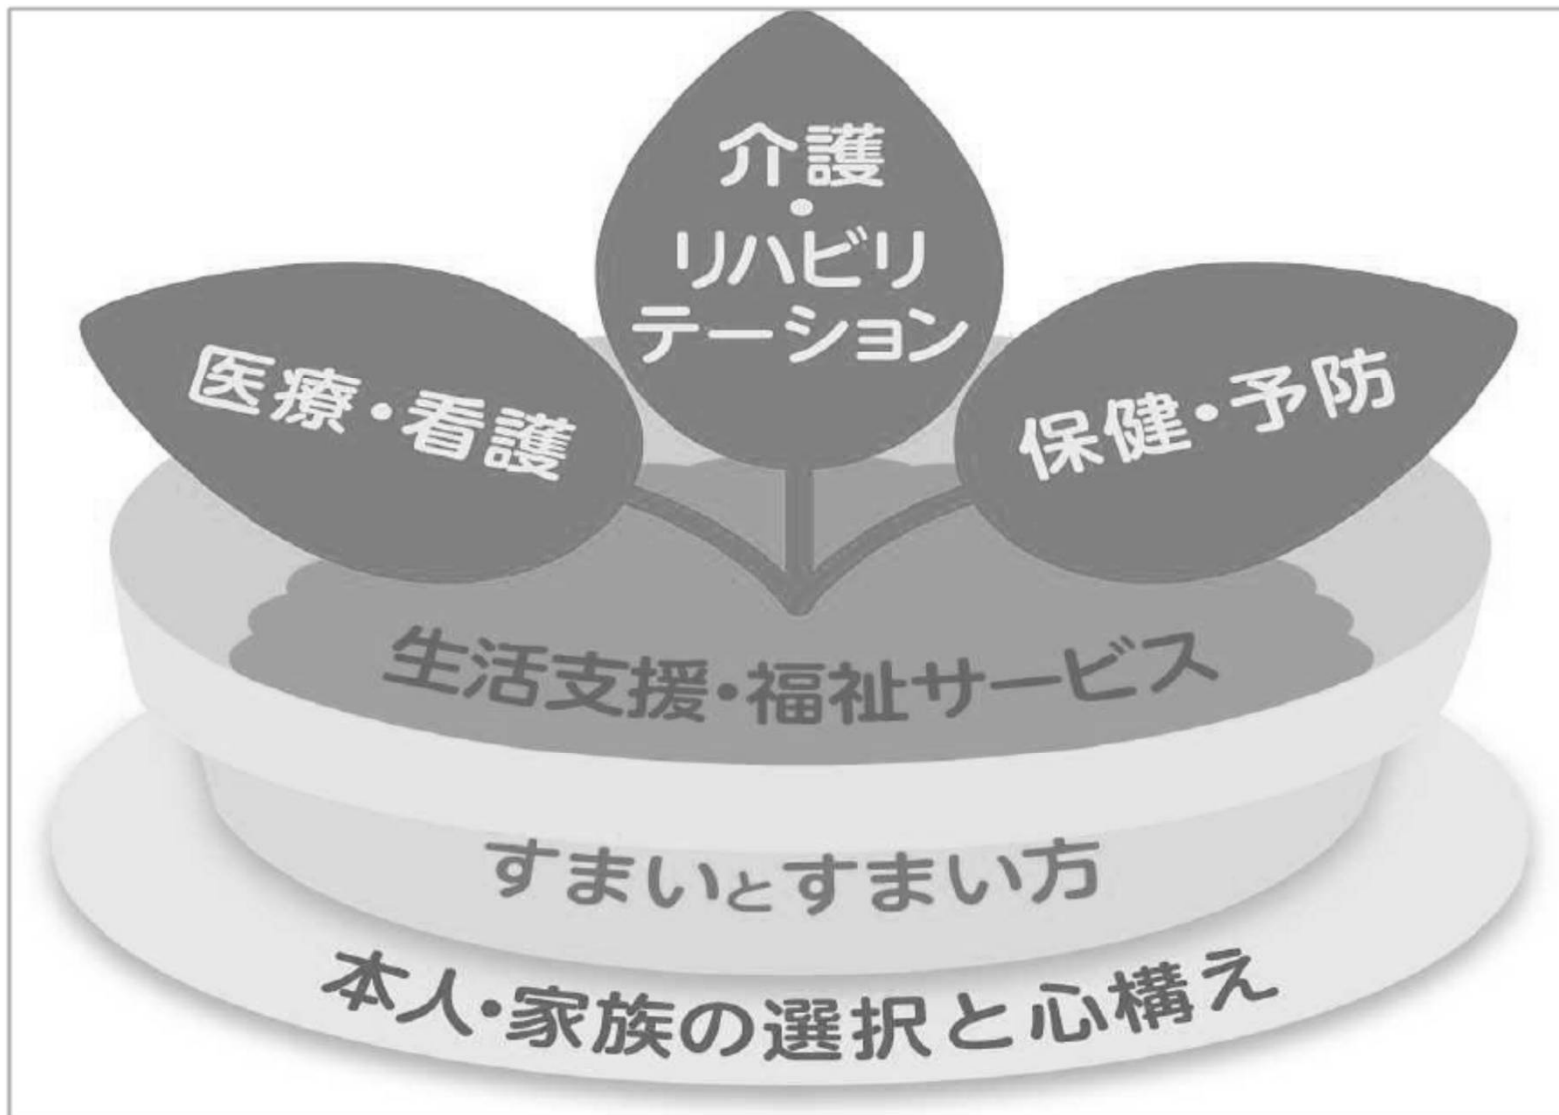 介護
・
リハビリ
テーション
医療・看護
保健・予防
生活支援・福祉サービス
すまいとすまい方
本人・家族の選択と心構え